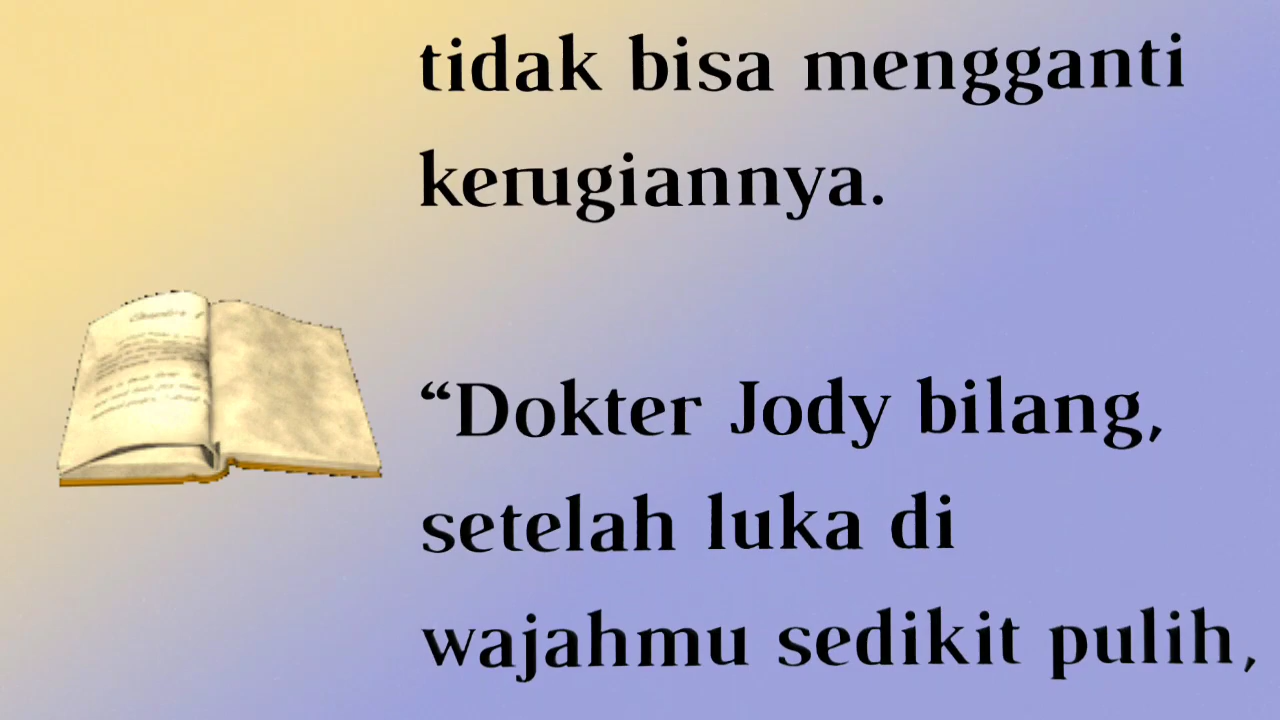 tidak bisa mengganti
kerugiannya.
“Dokter Jody bilang,
setelah luka di
wajahmu sedikit pulih,